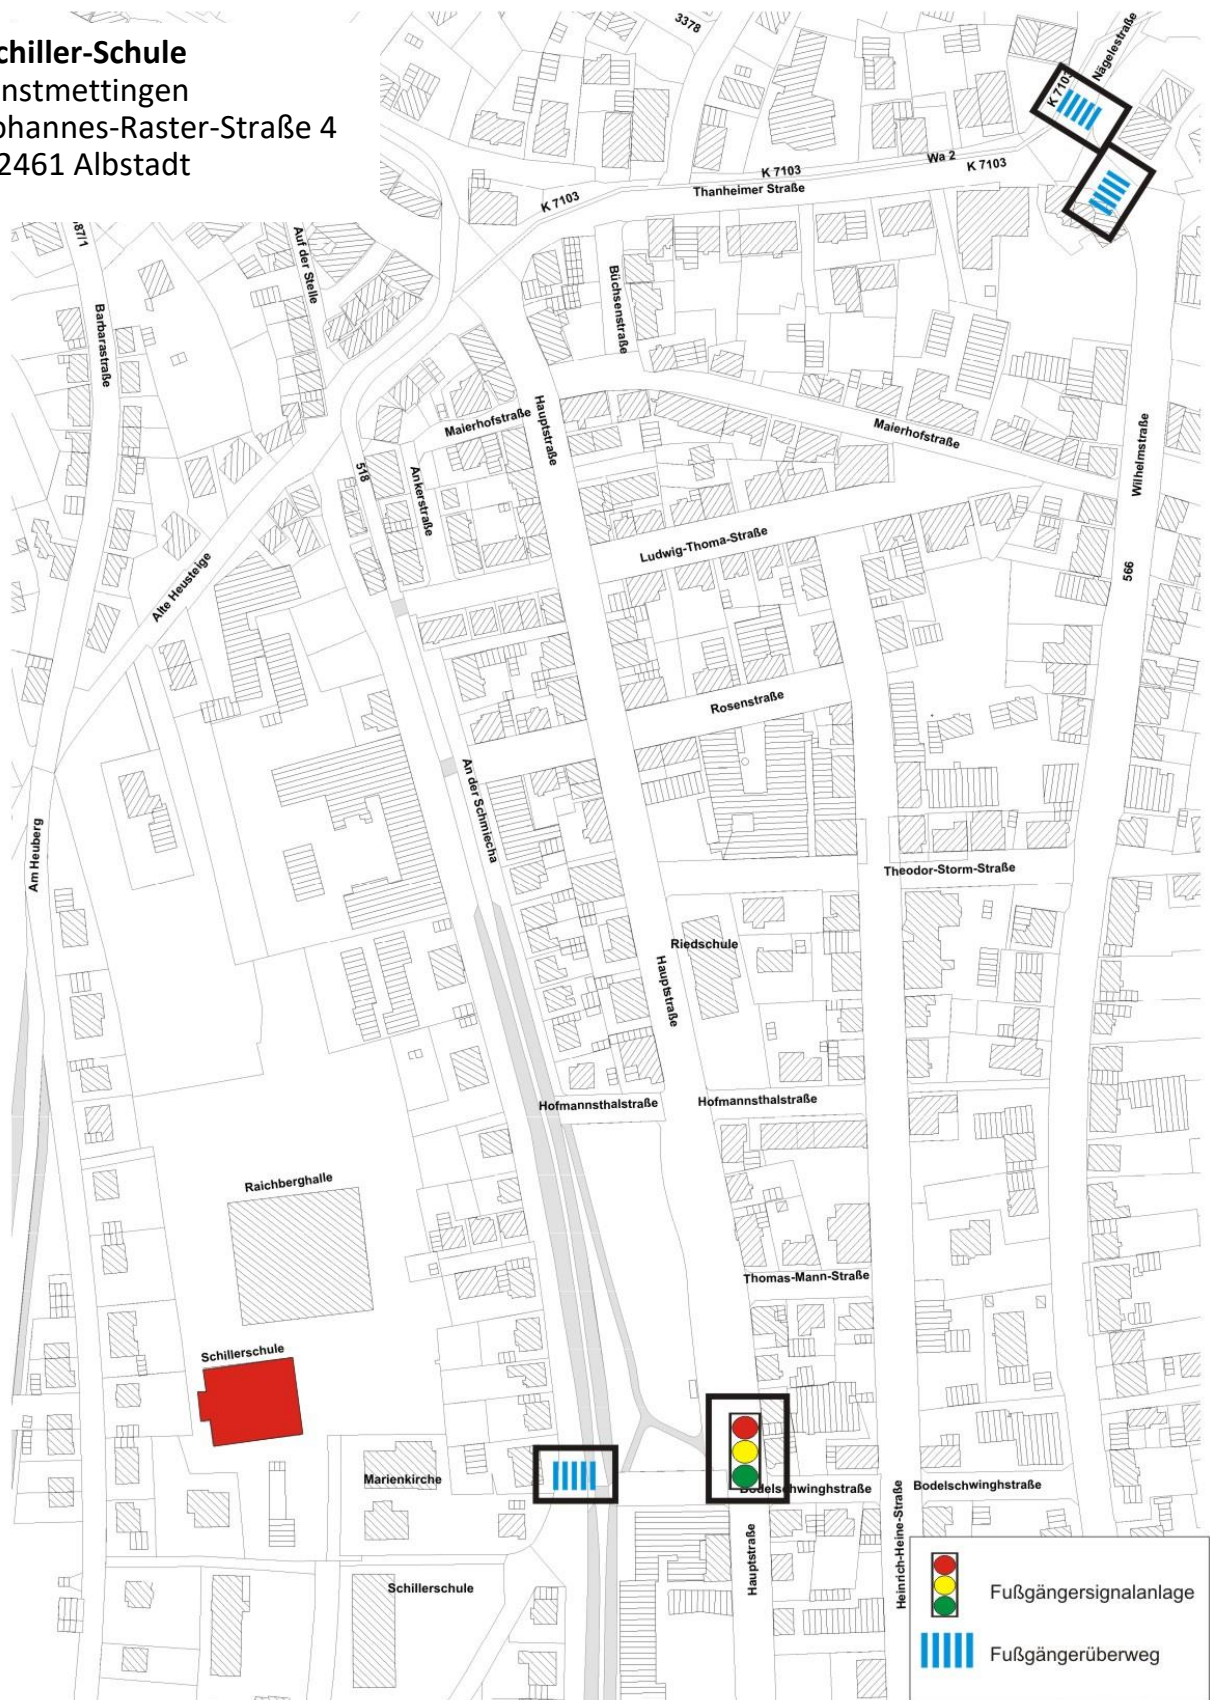 chiller-Schule
nstmettingen
ohannes-Raster-Straße 4
2461 Albstadt
3378
Nägelestraße
K 7103
Wa 2
K 7103
K 7103
Thanheimer Straße
K 7103
87/1
Auf der Stelle
Büchsenstraße
Barbarastraße
Hauptstraße
Maierhofstraße
Maierhofstraße
Wilhelmstraße
518
Ankerstraße
Ludwig-Thoma-Straße
566
Alte Heusteige
Rosenstraße
An der Schmiecha
Am Heuberg
Theodor-Storm-Straße
Riedschule
Hauptstraße
Hofmannsthalstraße
Hofmannsthalstraße
Raichberghalle
Thomas-Mann-Straße
Schillerschule
Marienkirche
Bodelschwinghstraße
Bodelschwinghstraße
Heinrich-Heine-Straße
Hauptstraße
Schillerschule
Fußgängersignalanlage
Fußgängerüberweg